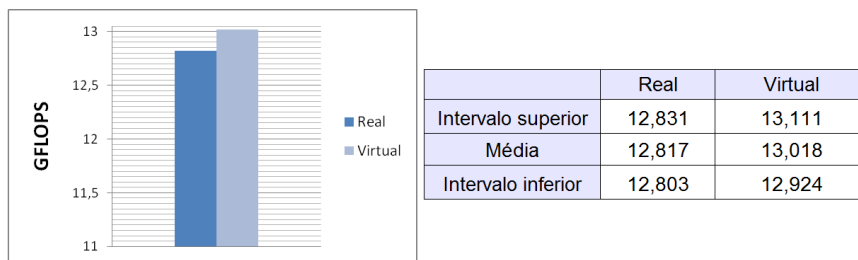 13
12,5
12
11,5
11
GFLOPS
Real
Virtual
Real Virtual
Intervalo superior 12,831 13,111
Média 12,817 13,018
Intervalo inferior 12,803 12,924